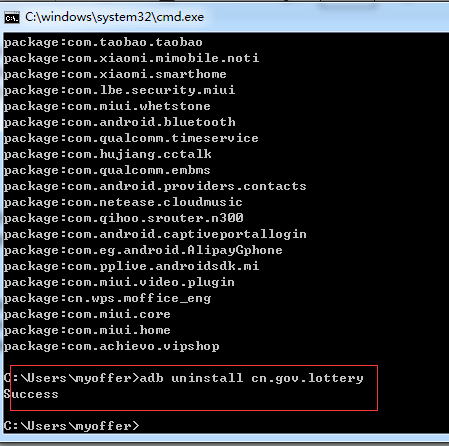 C:\windows\system32\cmd.exe
package:com.taobao.taobao
package:com.xiaomi.mimobile.noti
package:com.xiaomi.smarthome
package:com.lbe.security.miui
package:com.miui.whetstone
package:com.android.bluetooth
package:com.qualcomm.timeservice
package:com.hujiang.cctalk
package:com.qualcomm.embms
package:com.android.providers.contacts
package:com.netease.cloudmusic
package:com.qihoo.srouter.n300
package:com.android.captiveportallogin
package:com.eg.android.AlipayGphone
package:com.pplive.androidsdk.mi
package:com.miui.video.plugin
package:cn.wps.moffice_eng
package:com.miui.core
package:com.miui.home
package:com.achievo.vipshop
C:\Users\myoffer>adb uninstall cn.gov.lottery
Success
C:\Users\myoffer>